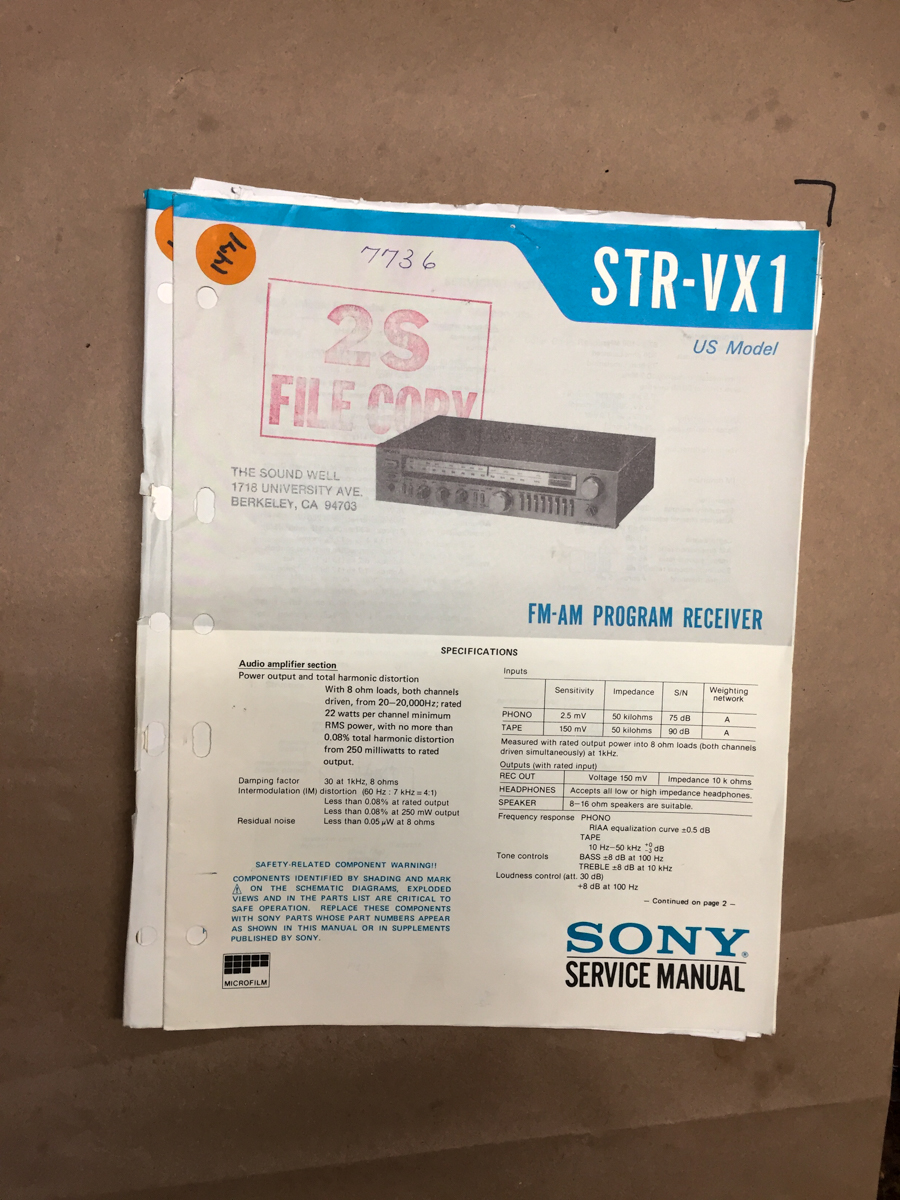 1471
7736
STR-VX1
US Model
2S
FILE COPY
THE SOUND WELL
1718 UNIVERSITY AVE.
BERKELEY, CA 94703
FM-AM PROGRAM RECEIVER
SPECIFICATIONS
Audio amplifier section
Power output and total harmonic distortion
With 8 ohm loads, both channels
driven, from 20–20,000Hz; rated
22 watts per channel minimum
RMS power, with no more than
0.08% total harmonic distortion
from 250 milliwatts to rated
output.
Damping factor 30 at 1kHz, 8 ohms
Intermodulation (IM) distortion (60 Hz : 7 kHz = 4:1)
Less than 0.08% at rated output
Less than 0.08% at 250 mW output
Residual noise Less than 0.05 µW at 8 ohms
SAFETY-RELATED COMPONENT WARNING!!
COMPONENTS IDENTIFIED BY SHADING AND MARK
⚠ ON THE SCHEMATIC DIAGRAMS, EXPLODED
VIEWS AND IN THE PARTS LIST ARE CRITICAL TO
SAFE OPERATION. REPLACE THESE COMPONENTS
WITH SONY PARTS WHOSE PART NUMBERS APPEAR
AS SHOWN IN THIS MANUAL OR IN SUPPLEMENTS
PUBLISHED BY SONY.
MICROFILM
Inputs
Sensitivity Impedance S/N Weighting network
PHONO 2.5 mV 50 kilohms 75 dB A
TAPE 150 mV 50 kilohms 90 dB A
Measured with rated output power into 8 ohm loads (both channels
driven simultaneously) at 1kHz.
Outputs (with rated input)
REC OUT Voltage 150 mV Impedance 10 k ohms
HEADPHONES Accepts all low or high impedance headphones.
SPEAKER 8–16 ohm speakers are suitable.
Frequency response PHONO
RIAA equalization curve ±0.5 dB
TAPE
10 Hz–50 kHz +0 −3 dB
Tone controls BASS ±8 dB at 100 Hz
TREBLE ±8 dB at 10 kHz
Loudness control (att. 30 dB)
+8 dB at 100 Hz
— Continued on page 2 —
SONY®
SERVICE MANUAL